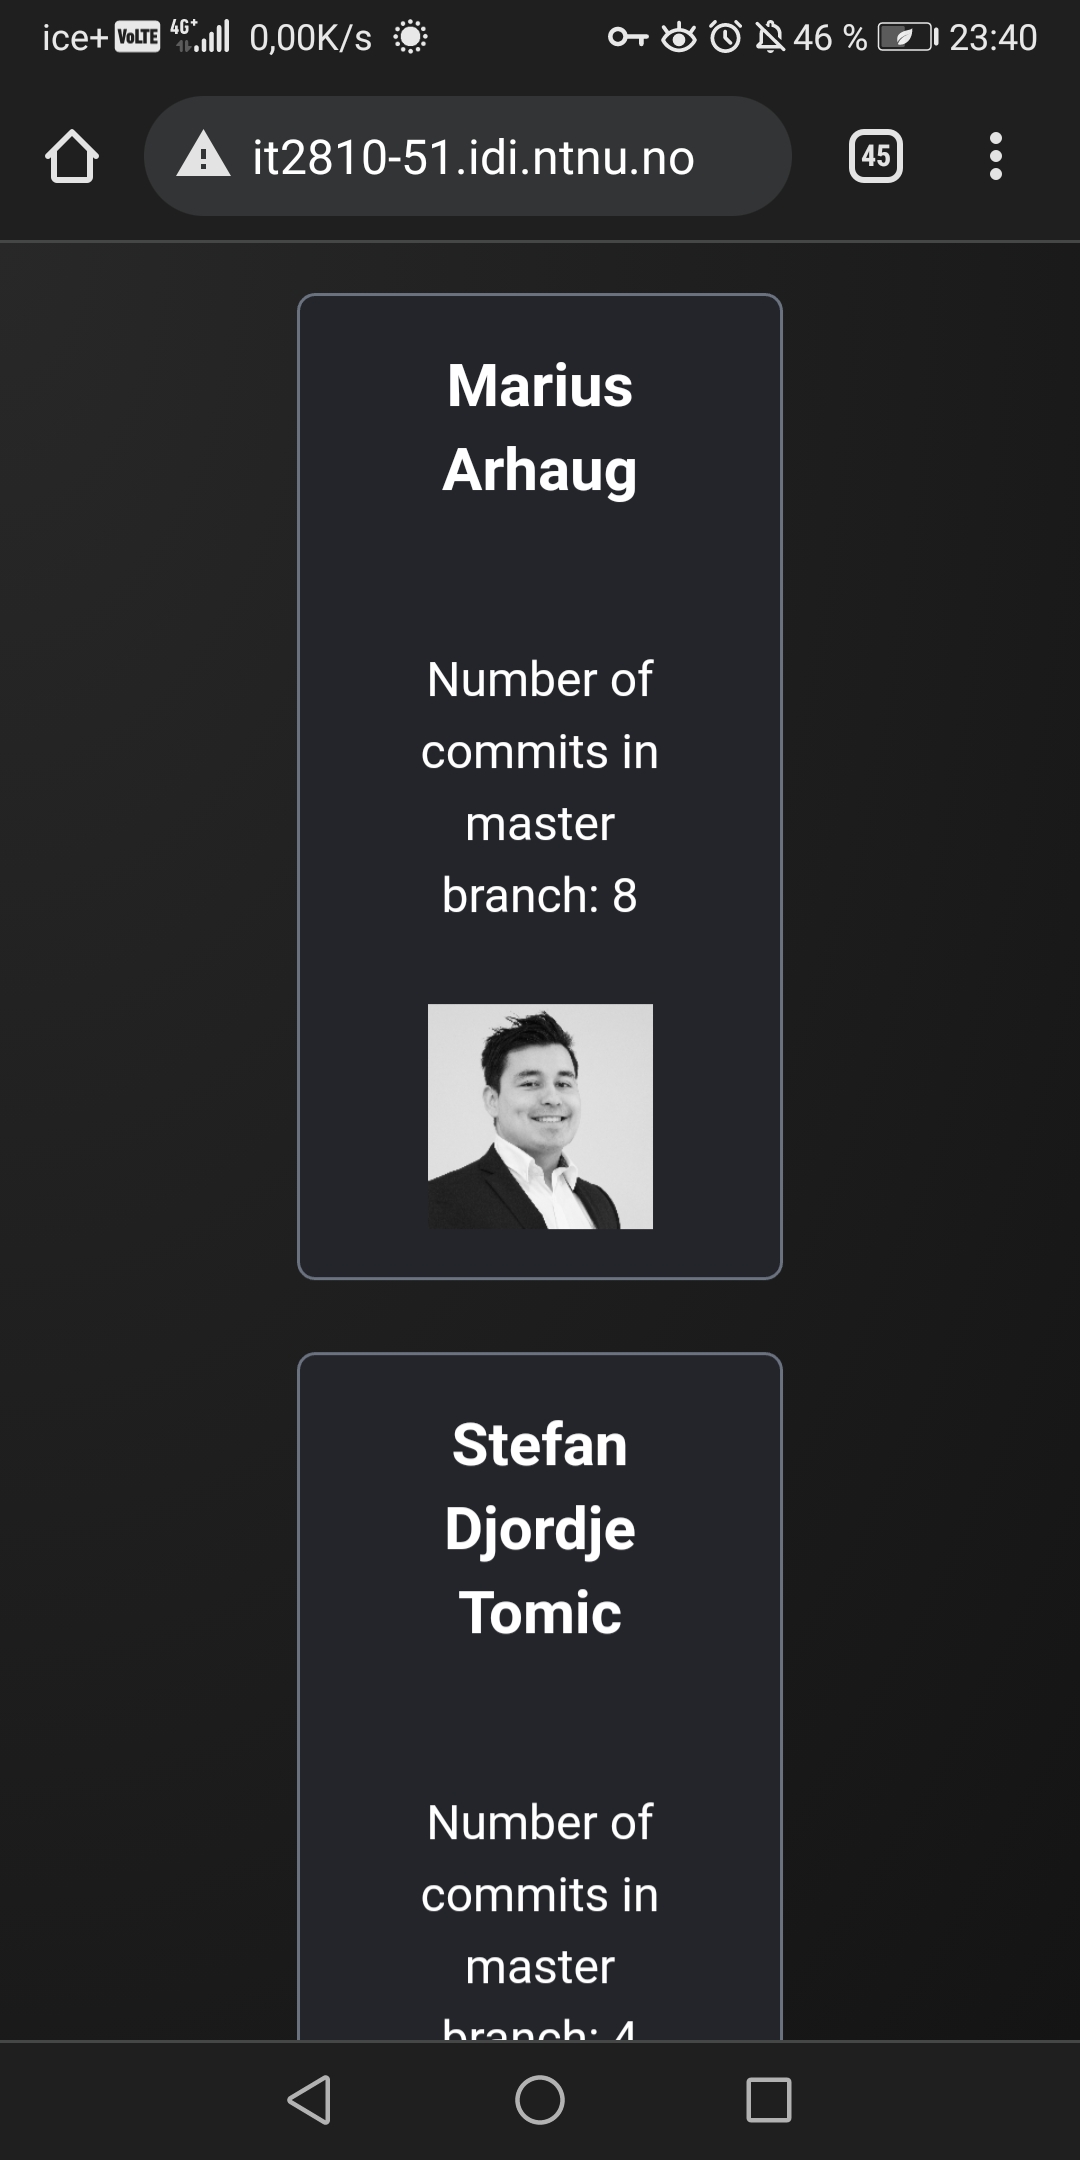 ice+ VoLTE 4G+ 0,00K/s 46 % 23:40
it2810-51.idi.ntnu.no 45
Marius
Arhaug
Number of
commits in
master
branch: 8
Stefan
Djordje
Tomic
Number of
commits in
master
branch: 4